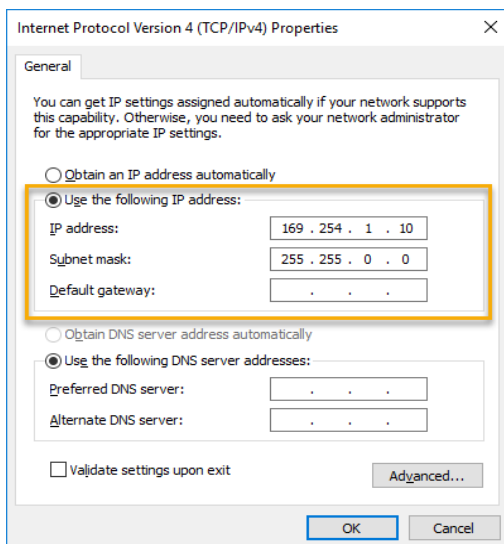 Internet Protocol Version 4 (TCP/IPv4) Properties
General
You can get IP settings assigned automatically if your network supports
this capability. Otherwise, you need to ask your network administrator
for the appropriate IP settings.
Obtain an IP address automatically
Use the following IP address:
IP address: 169 . 254 . 1 . 10
Subnet mask: 255 . 255 . 0 . 0
Default gateway: . . .
Obtain DNS server address automatically
Use the following DNS server addresses:
Preferred DNS server: . . .
Alternate DNS server: . . .
Validate settings upon exit
Advanced...
OK Cancel